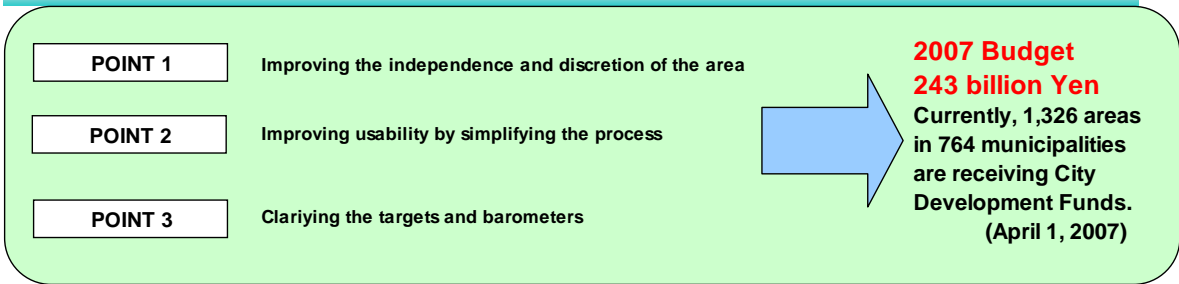 POINT 1
Improving the independence and discretion of the area
POINT 2
Improving usability by simplifying the process
POINT 3
Clariying the targets and barometers
2007 Budget
243 billion Yen
Currently, 1,326 areas
in 764 municipalities
are receiving City
Development Funds.
(April 1, 2007)